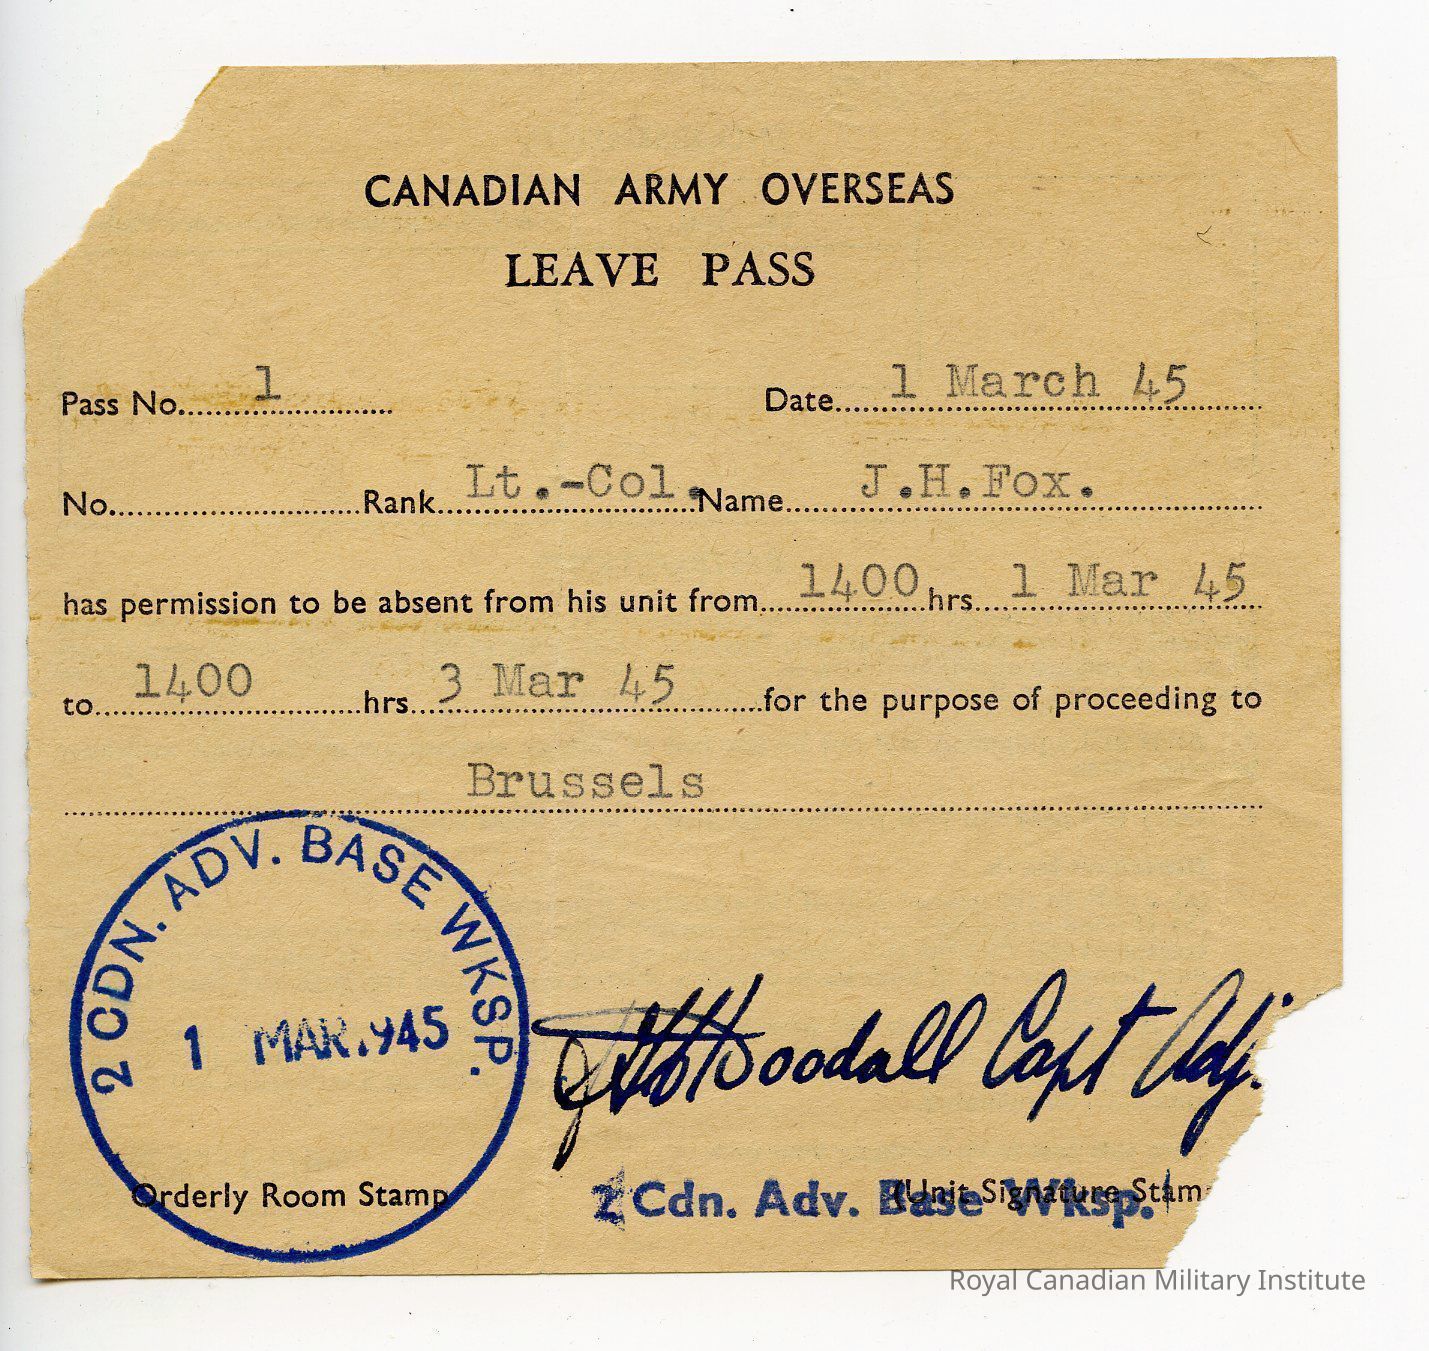 CANADIAN ARMY OVERSEAS
LEAVE PASS
Pass No. 1 Date 1 March 45
No. Rank Lt.-Col. Name J.H.Fox.
has permission to be absent from his unit from 1400 hrs 1 Mar 45
to 1400 hrs 3 Mar 45 for the purpose of proceeding to
Brussels
2 CDN. ADV. BASE WKSP.
1 MAR.945
Woodall Capt Adj.
Orderly Room Stamp
2 Cdn. Adv. Base Wksp.
(Unit Signature Stam
Royal Canadian Military Institute